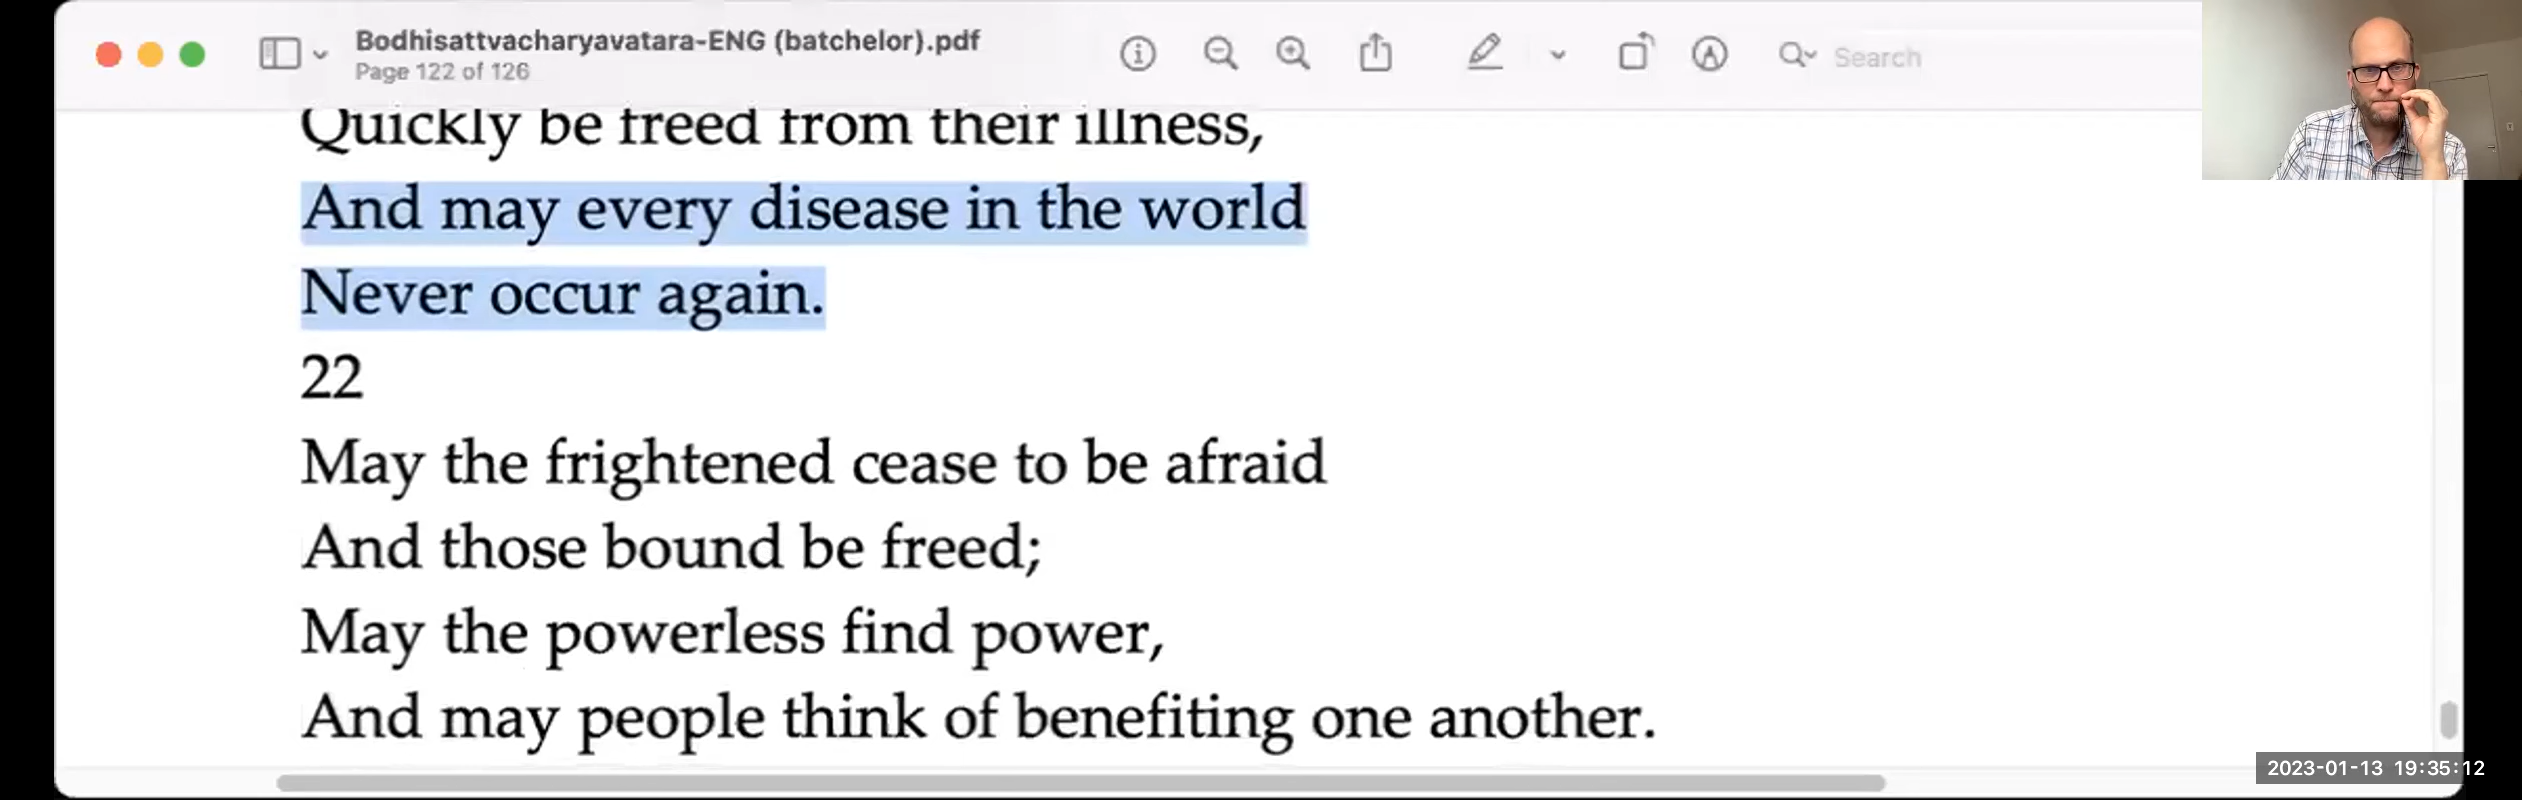 Bodhisattvacharyavatara-ENG (batchelor).pdf
Page 122 of 126
Search
Quickly be freed from their illness,
And may every disease in the world
Never occur again.
22
May the frightened cease to be afraid
And those bound be freed;
May the powerless find power,
And may people think of benefiting one another.
2023-01-13 19:35:12